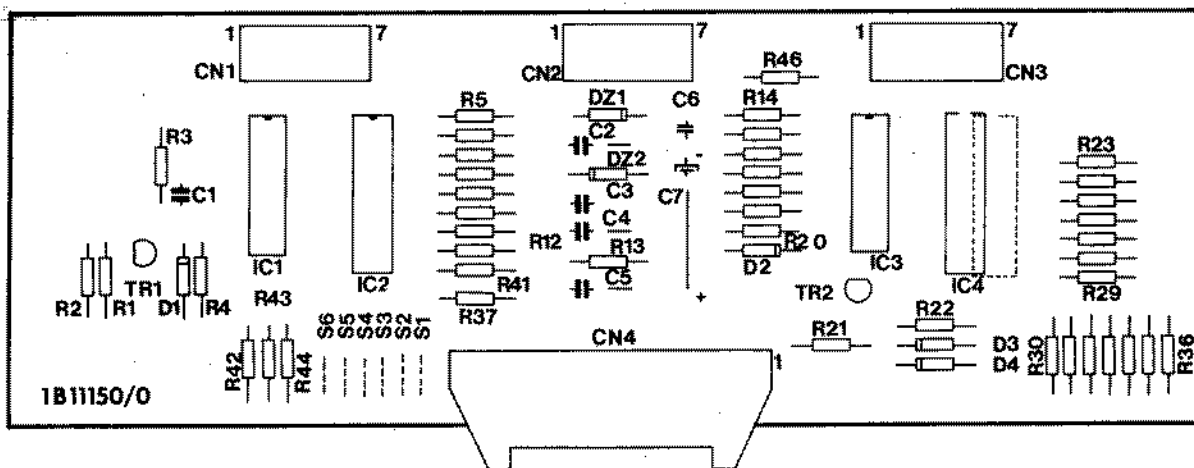 1 7
CN1
1 7
CN2
1 7
CN3
R46
R3
C1
R5
DZ1
C2
DZ2
C3
C4
R13
C5
C6
C7
R14
R23
R12
IC1
IC2
R41
R37
R20
D2
IC3
IC4
R29
R2
R1
TR1
D1
R4
R43
R42
R44
S6
S5
S4
S3
S2
S1
CN4
1
TR2
R21
R22
D3
D4
R30
R36
1B11150/0
- +